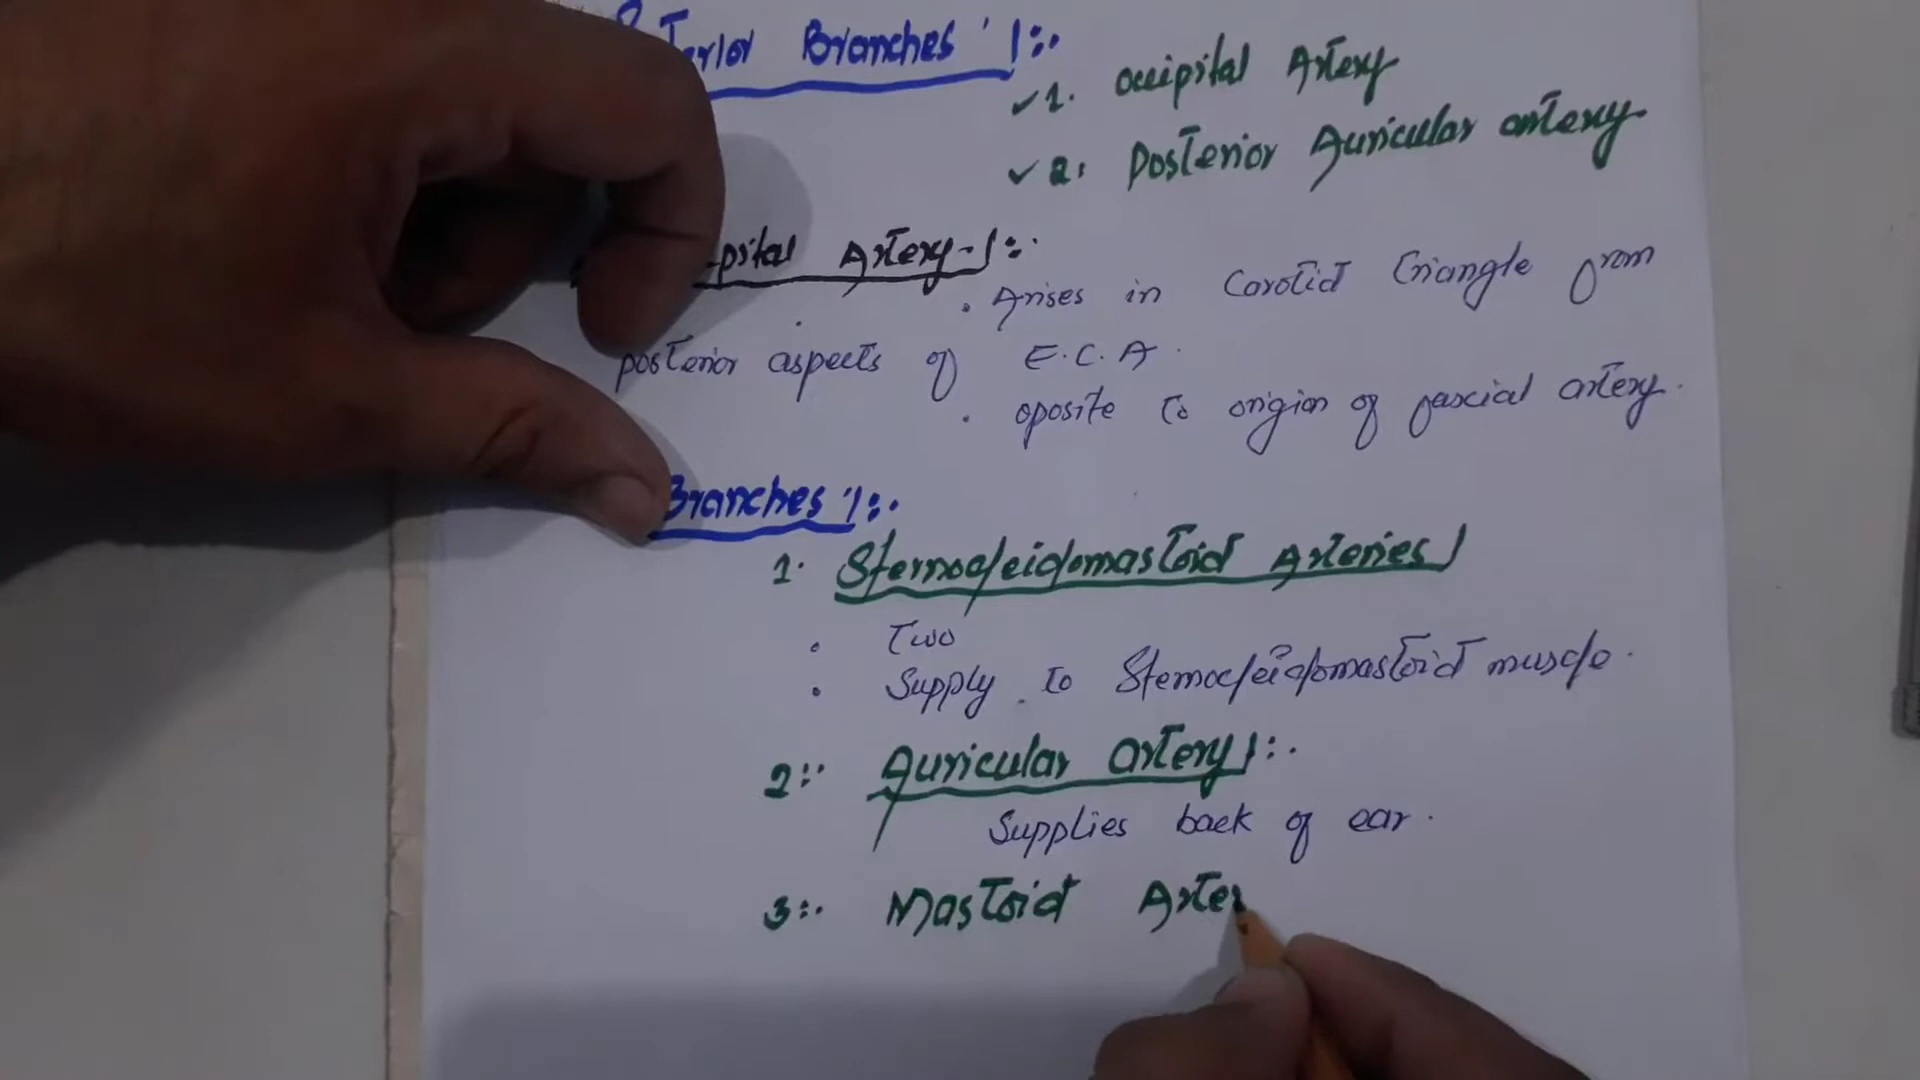 Branches :-
✓1. occipital Artery
✓2. Posterior Auricular artery
Artery :-
• Arises in Carotid triangle from
posterior aspects of E.C.A.
• oposite to origion of fascial artery.
Branches :-
1. Sternocleidomastoid Arteries
• Two
• Supply to Sternocleidomastoid muscle.
2:- Auricular artery :-
Supplies back of ear.
3:- Mastoid Arter